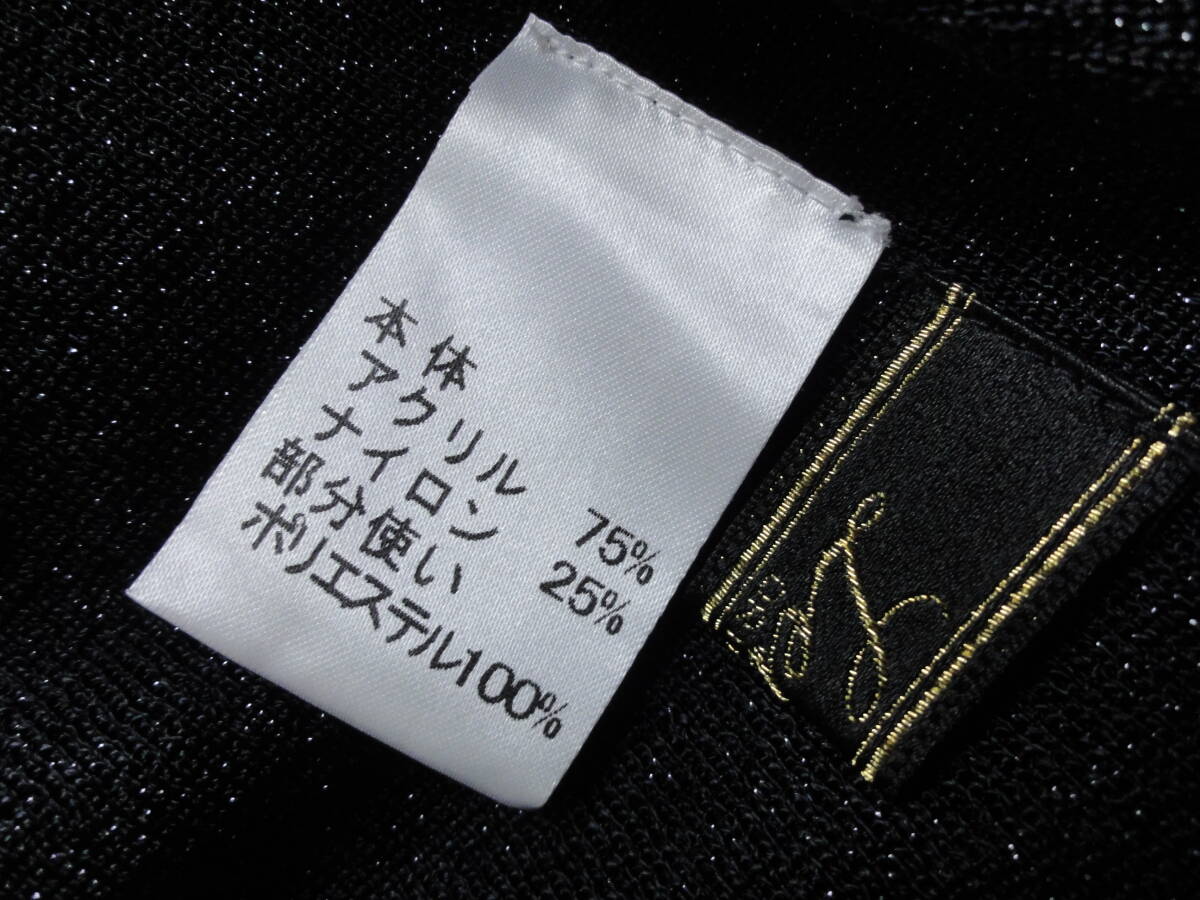 本体
アクリル 75%
ナイロン 25%
部分使い
ポリエステル100%